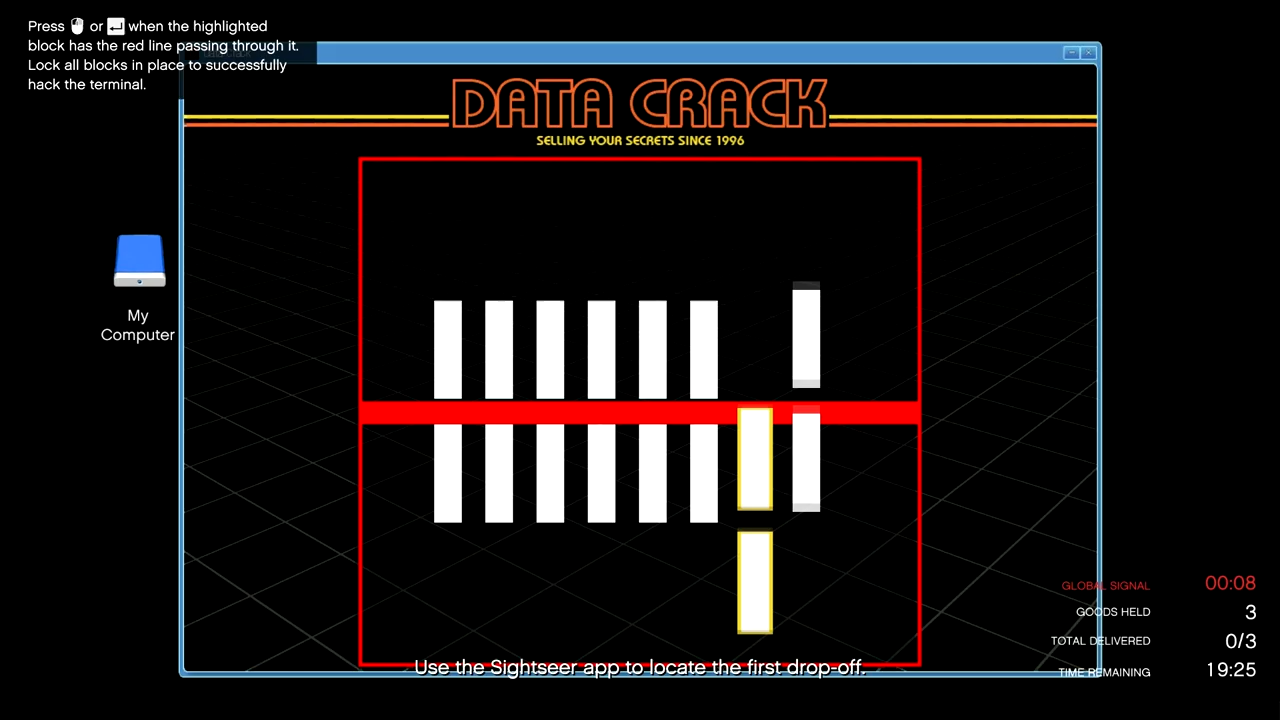 Press or when the highlighted
block has the red line passing through it.
Lock all blocks in place to successfully
hack the terminal.
DATA CRACK
SELLING YOUR SECRETS SINCE 1996
My
Computer
GLOBAL SIGNAL 00:08
GOODS HELD 3
TOTAL DELIVERED 0/3
TIME REMAINING 19:25
Use the Sightseer app to locate the first drop-off.